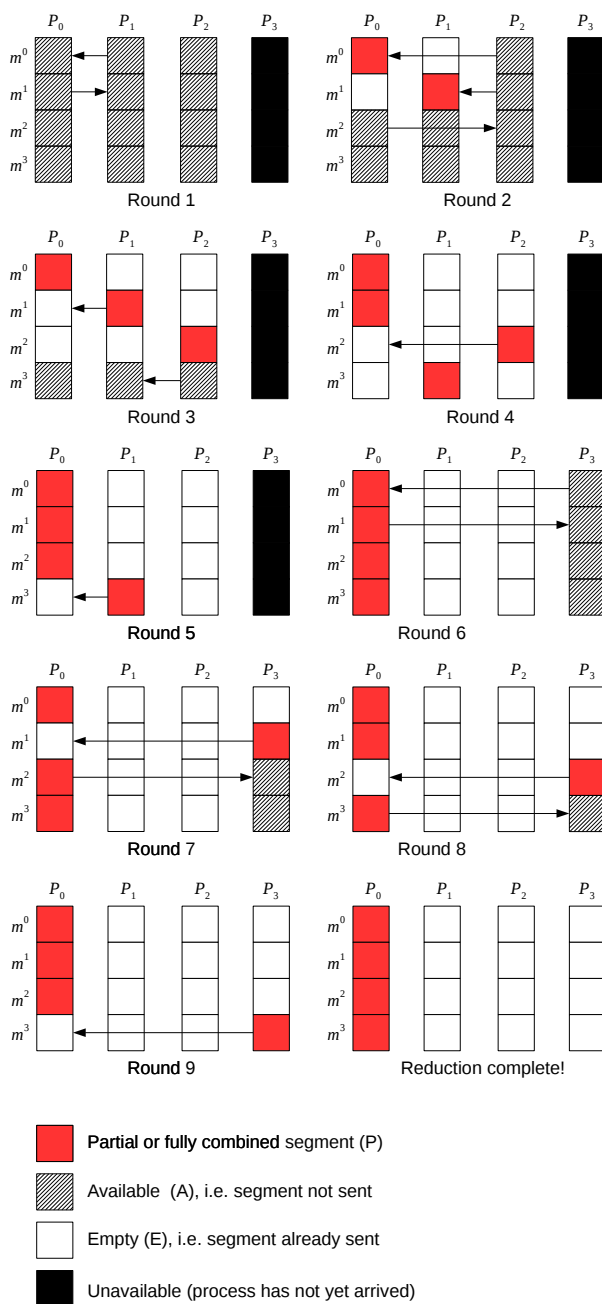 P0 P1 P2 P3 P0 P1 P2 P3
m0 m0
m1 m1
m2 m2
m3 m3
Round 1 Round 2
P0 P1 P2 P3 P0 P1 P2 P3
m0 m0
m1 m1
m2 m2
m3 m3
Round 3 Round 4
P0 P1 P2 P3 P0 P1 P2 P3
m0 m0
m1 m1
m2 m2
m3 m3
Round 5 Round 6
P0 P1 P2 P3 P0 P1 P2 P3
m0 m0
m1 m1
m2 m2
m3 m3
Round 7 Round 8
P0 P1 P2 P3 P0 P1 P2 P3
m0 m0
m1 m1
m2 m2
m3 m3
Round 9 Reduction complete!
Partial or fully combined segment (P)
Available (A), i.e. segment not sent
Empty (E), i.e. segment already sent
Unavailable (process has not yet arrived)